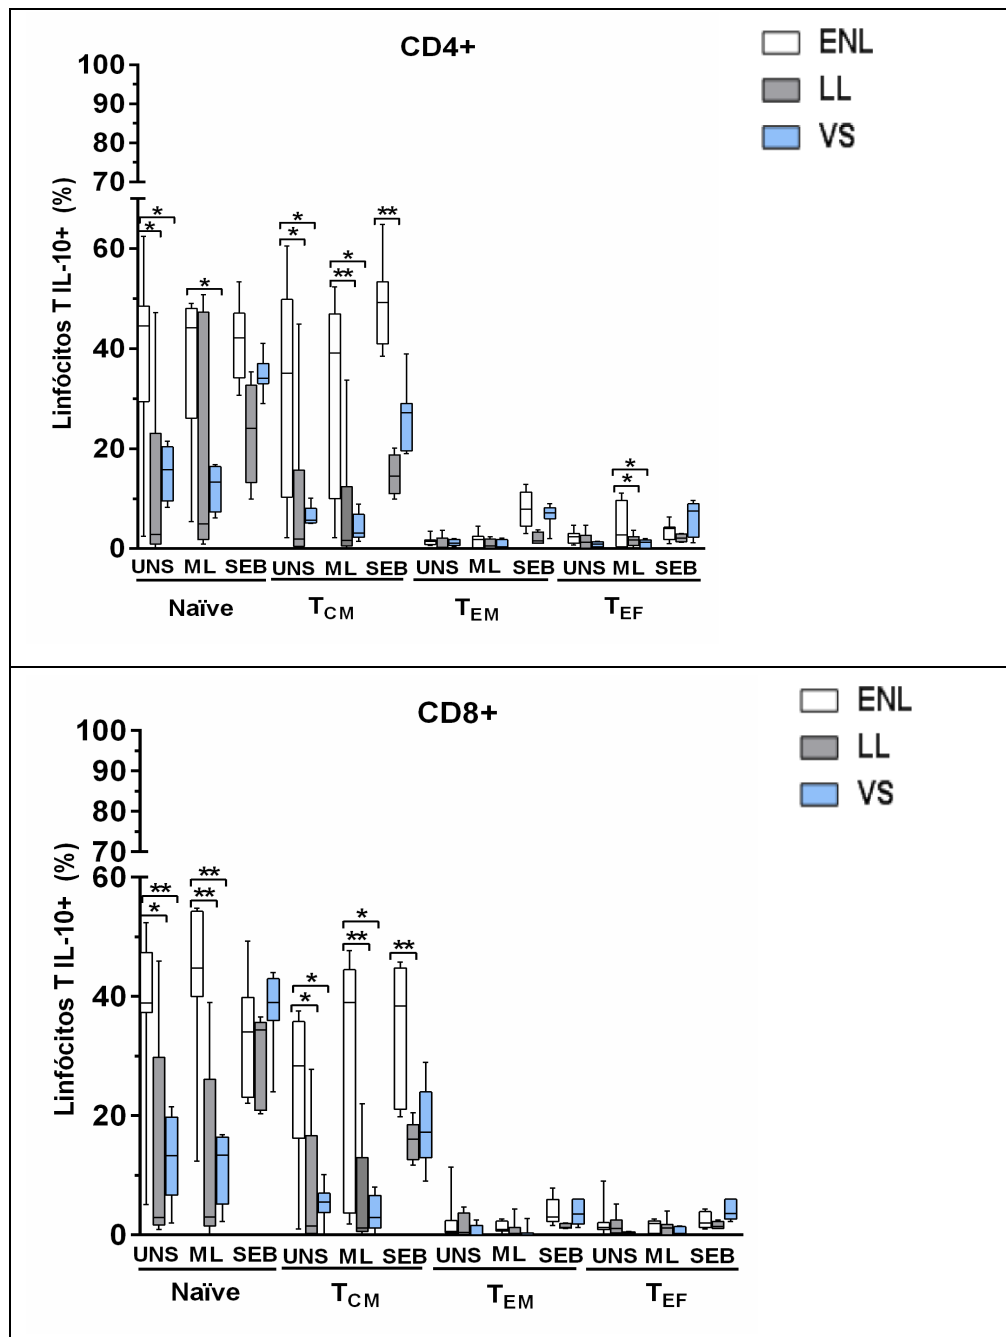 CD4+
ENL
LL
VS
Linfócitos T IL-10+ (%)
100
90
80
70
60
40
20
0
* * * * * ** * ** * *
UNS ML SEB UNS ML SEB UNS ML SEB UNS ML SEB
Naïve TCM TEM TEF
CD8+
ENL
LL
VS
Linfócitos T IL-10+ (%)
100
90
80
70
60
40
20
0
** * ** ** * * * ** **
UNS ML SEB UNS ML SEB UNS ML SEB UNS ML SEB
Naïve TCM TEM TEF